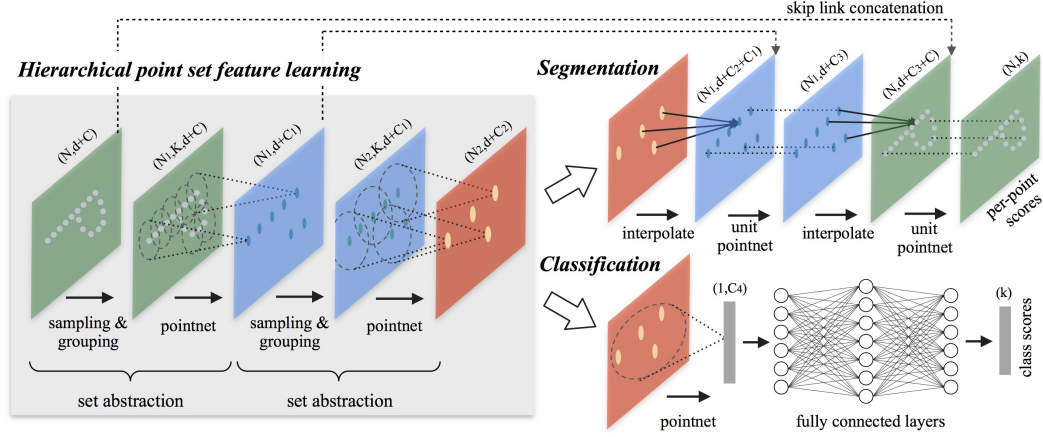 skip link concatenation
Hierarchical point set feature learning
(N,d+C)
(N1,K,d+C)
(N1,d+C1)
(N2,K,d+C1)
(N2,d+C2)
sampling &
grouping
pointnet
sampling &
grouping
pointnet
set abstraction
set abstraction
Segmentation
(N1,d+C2+C1)
(N1,d+C3)
(N,d+C3+C)
(N,k)
per-point
scores
interpolate
unit
pointnet
interpolate
unit
pointnet
Classification
(1,C4)
(k)
class scores
pointnet
fully connected layers